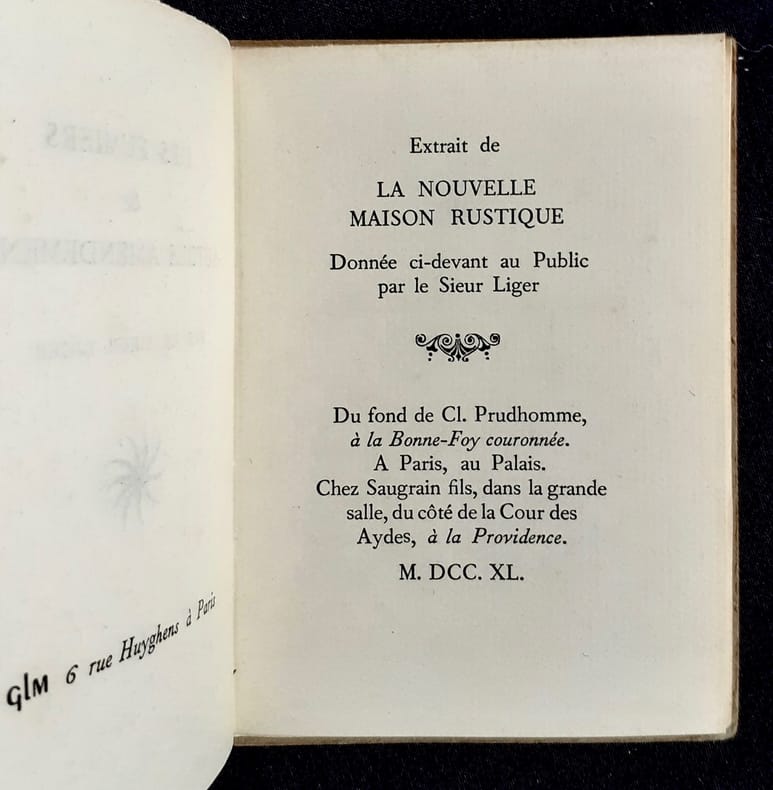 GLM 6 rue Huyghens à Paris
Extrait de
LA NOUVELLE
MAISON RUSTIQUE
Donnée ci-devant au Public
par le Sieur Liger
Du fond de Cl. Prudhomme,
à la Bonne-Foy couronnée.
A Paris, au Palais.
Chez Saugrain fils, dans la grande
salle, du côté de la Cour des
Aydes, à la Providence.
M. DCC. XL.